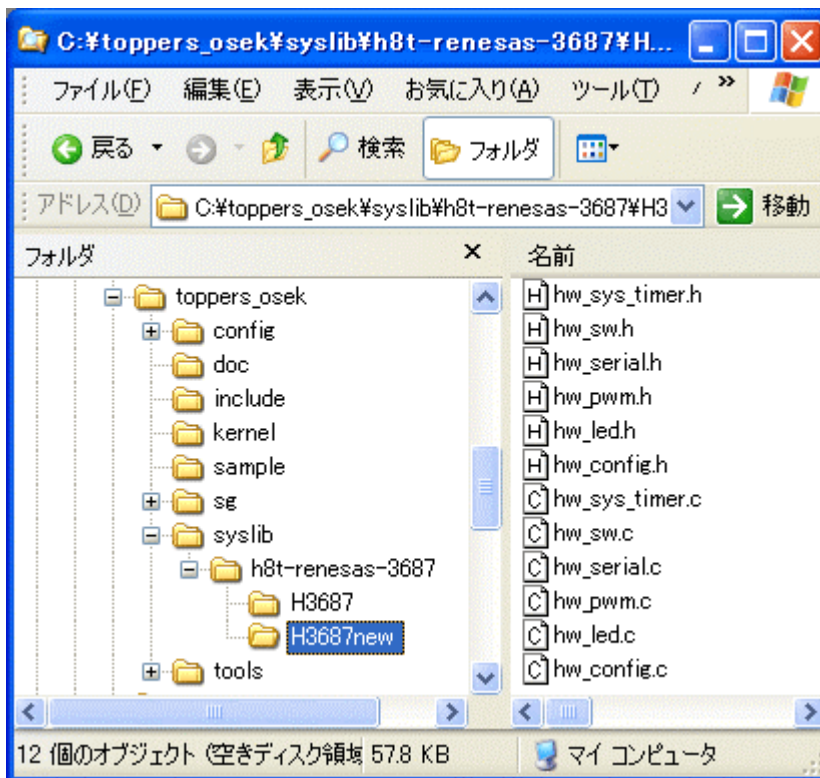 C:¥toppers_osek¥syslib¥h8t-renesas-3687¥H...
ファイル(F) 編集(E) 表示(V) お気に入り(A) ツール(T) »
戻る 検索 フォルダ
アドレス(D) C:¥toppers_osek¥syslib¥h8t-renesas-3687¥H3 移動
フォルダ × 名前
toppers_osek
config
doc
include
kernel
sample
sg
syslib
h8t-renesas-3687
H3687
H3687new
tools
hw_sys_timer.h
hw_sw.h
hw_serial.h
hw_pwm.h
hw_led.h
hw_config.h
hw_sys_timer.c
hw_sw.c
hw_serial.c
hw_pwm.c
hw_led.c
hw_config.c
12 個のオブジェクト (空きディスク領域 57.8 KB マイ コンピュータ